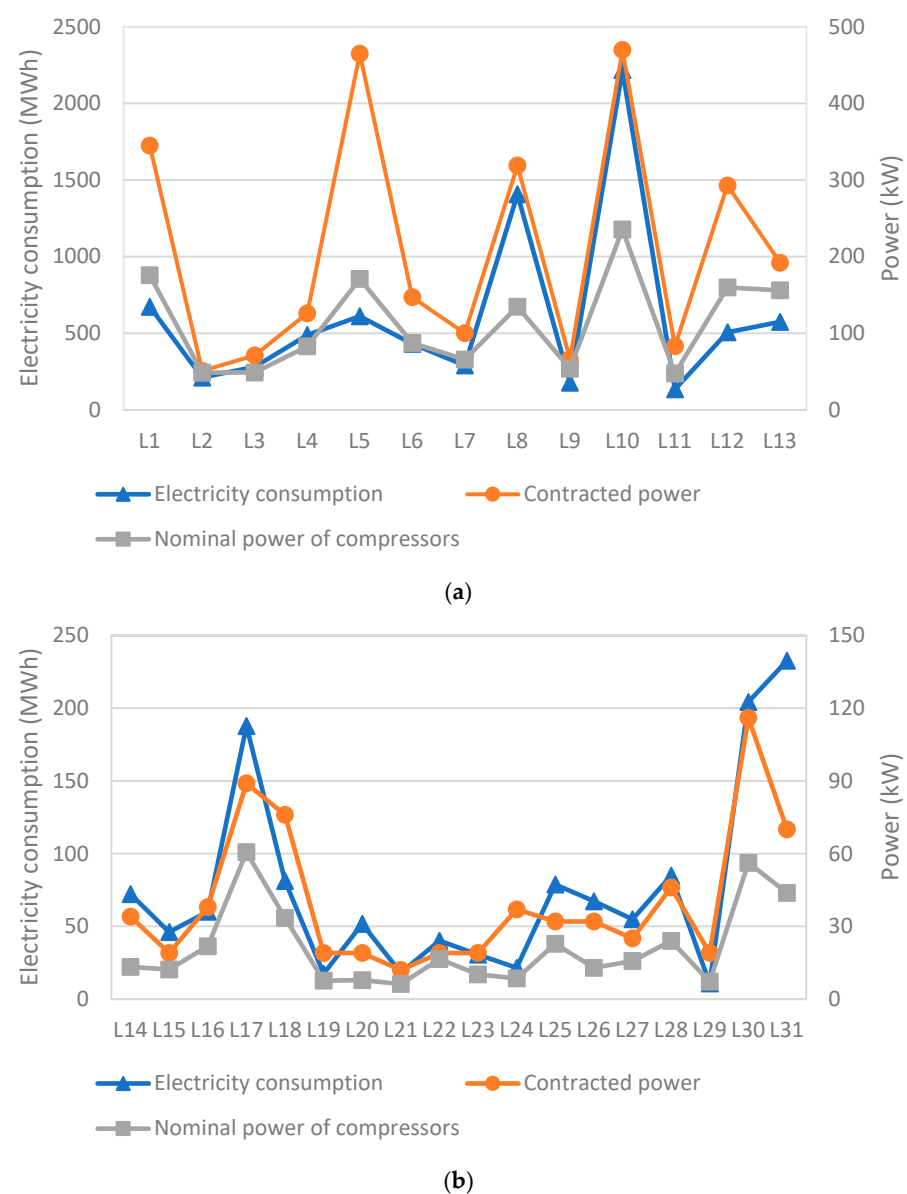 2500
2000
1500
1000
500
0
Electricity consumption (MWh)
500
400
300
200
100
0
Power (kW)
L1 L2 L3 L4 L5 L6 L7 L8 L9 L10 L11 L12 L13
Electricity consumption Contracted power
Nominal power of compressors
(a)
250
200
150
100
50
0
Electricity consumption (MWh)
150
120
90
60
30
0
Power (kW)
L14 L15 L16 L17 L18 L19 L20 L21 L22 L23 L24 L25 L26 L27 L28 L29 L30 L31
Electricity consumption Contracted power
Nominal power of compressors
(b)